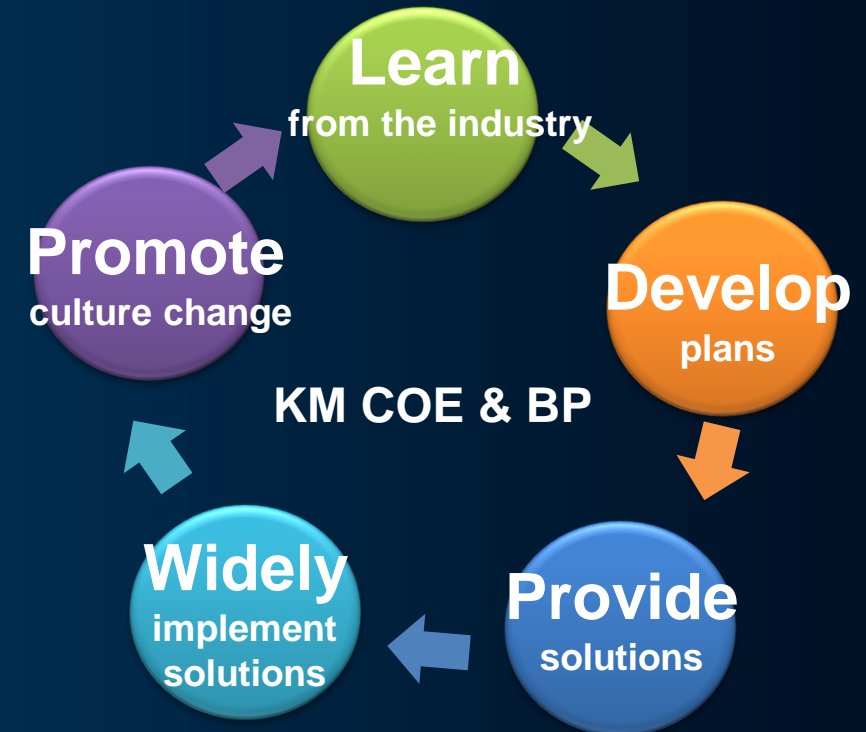 Learn
from the industry
Develop
plans
Provide
solutions
Widely
implement
solutions
Promote
culture change
KM COE & BP